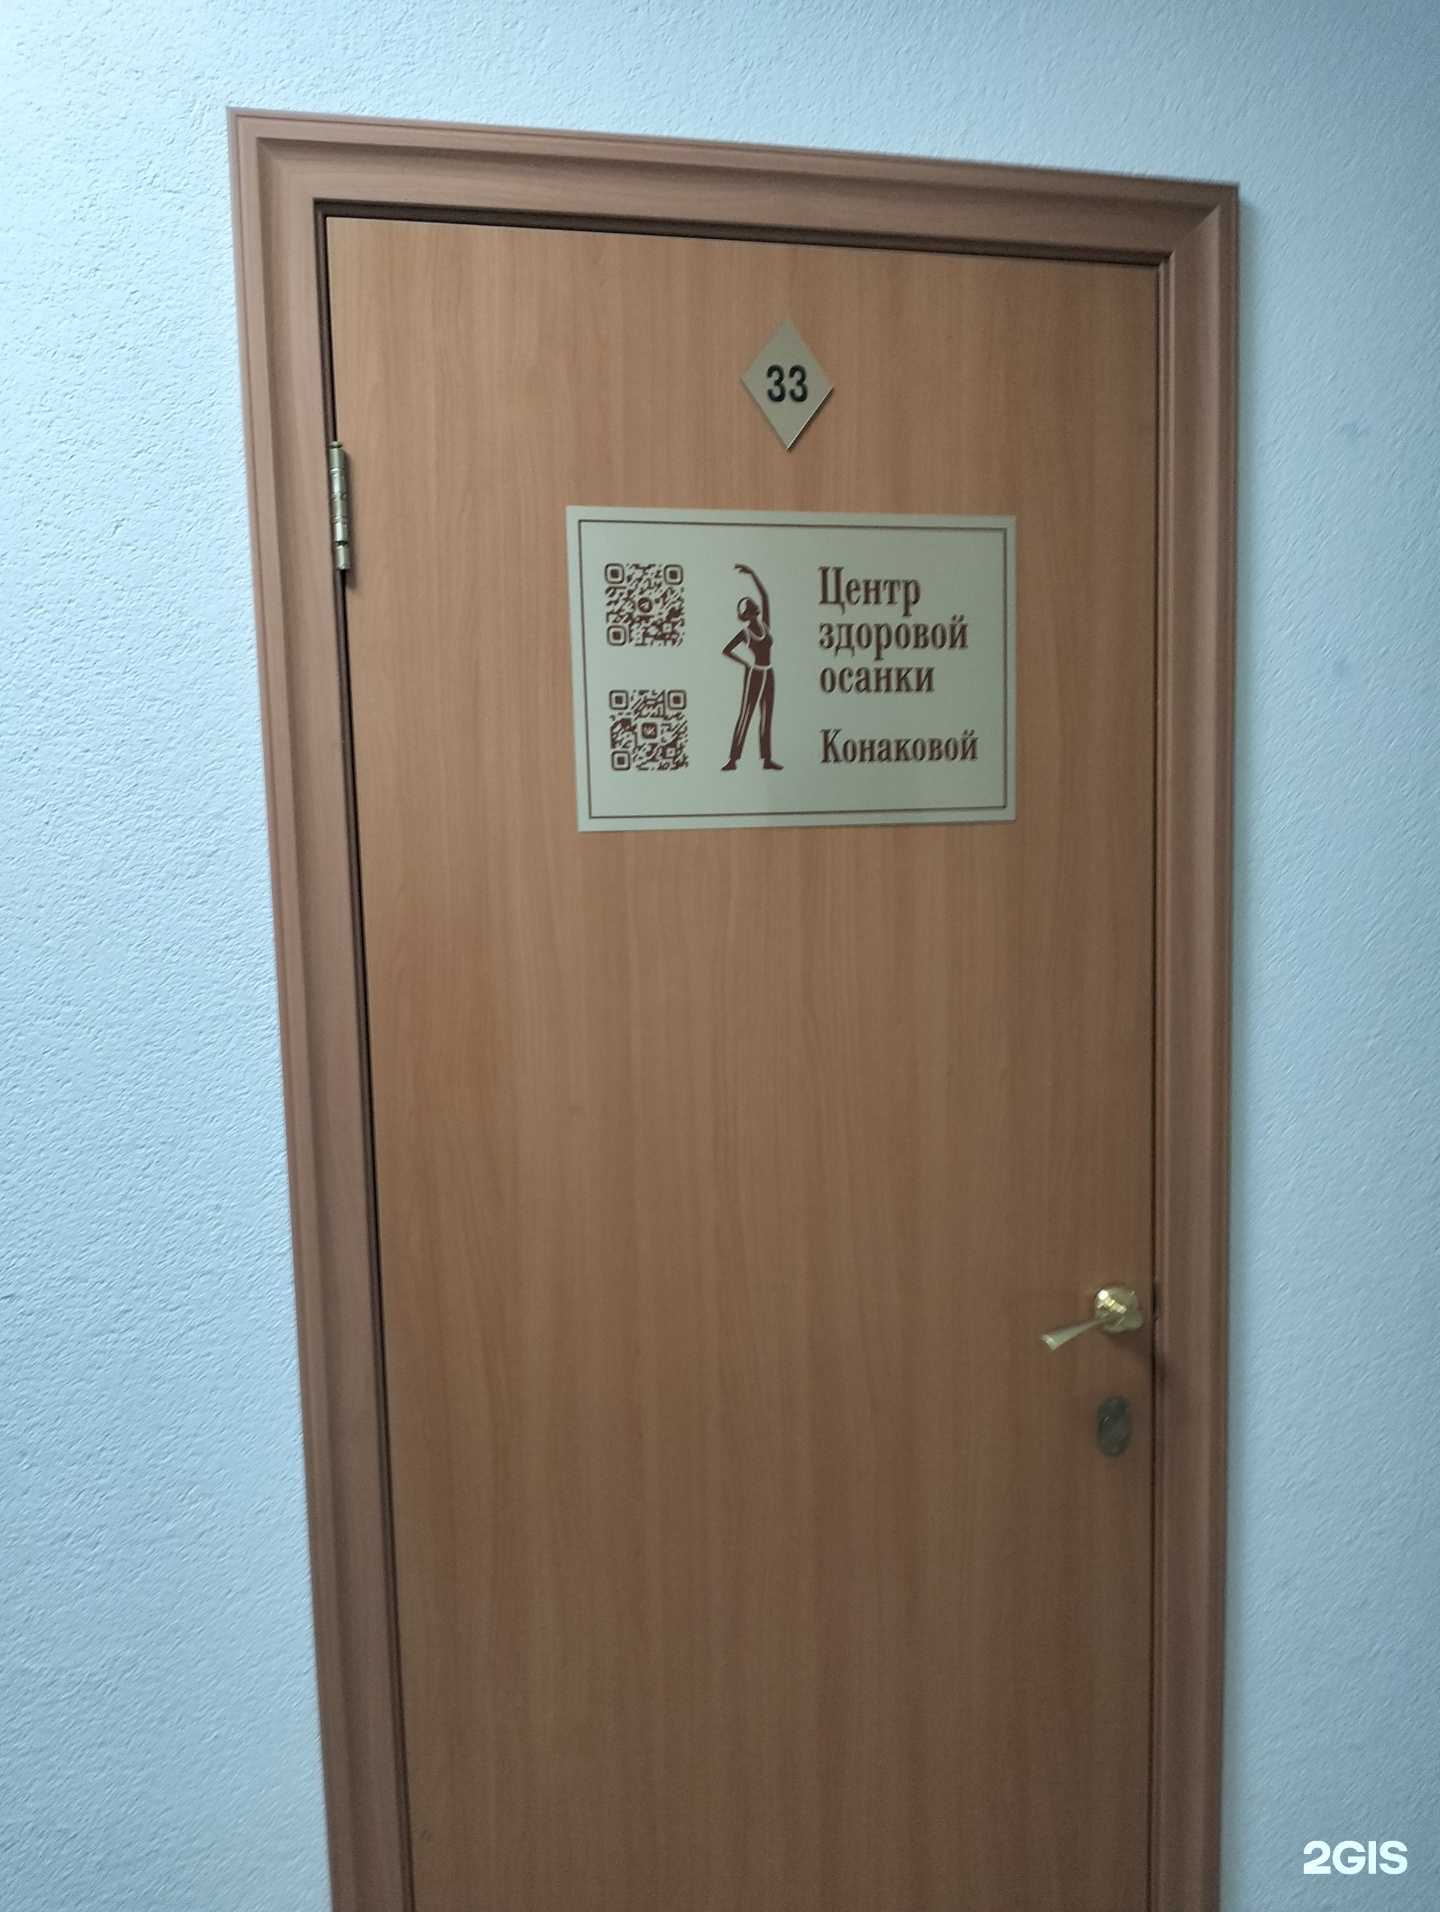 33
Центр
здоровой
осанки
Конаковой
2GIS